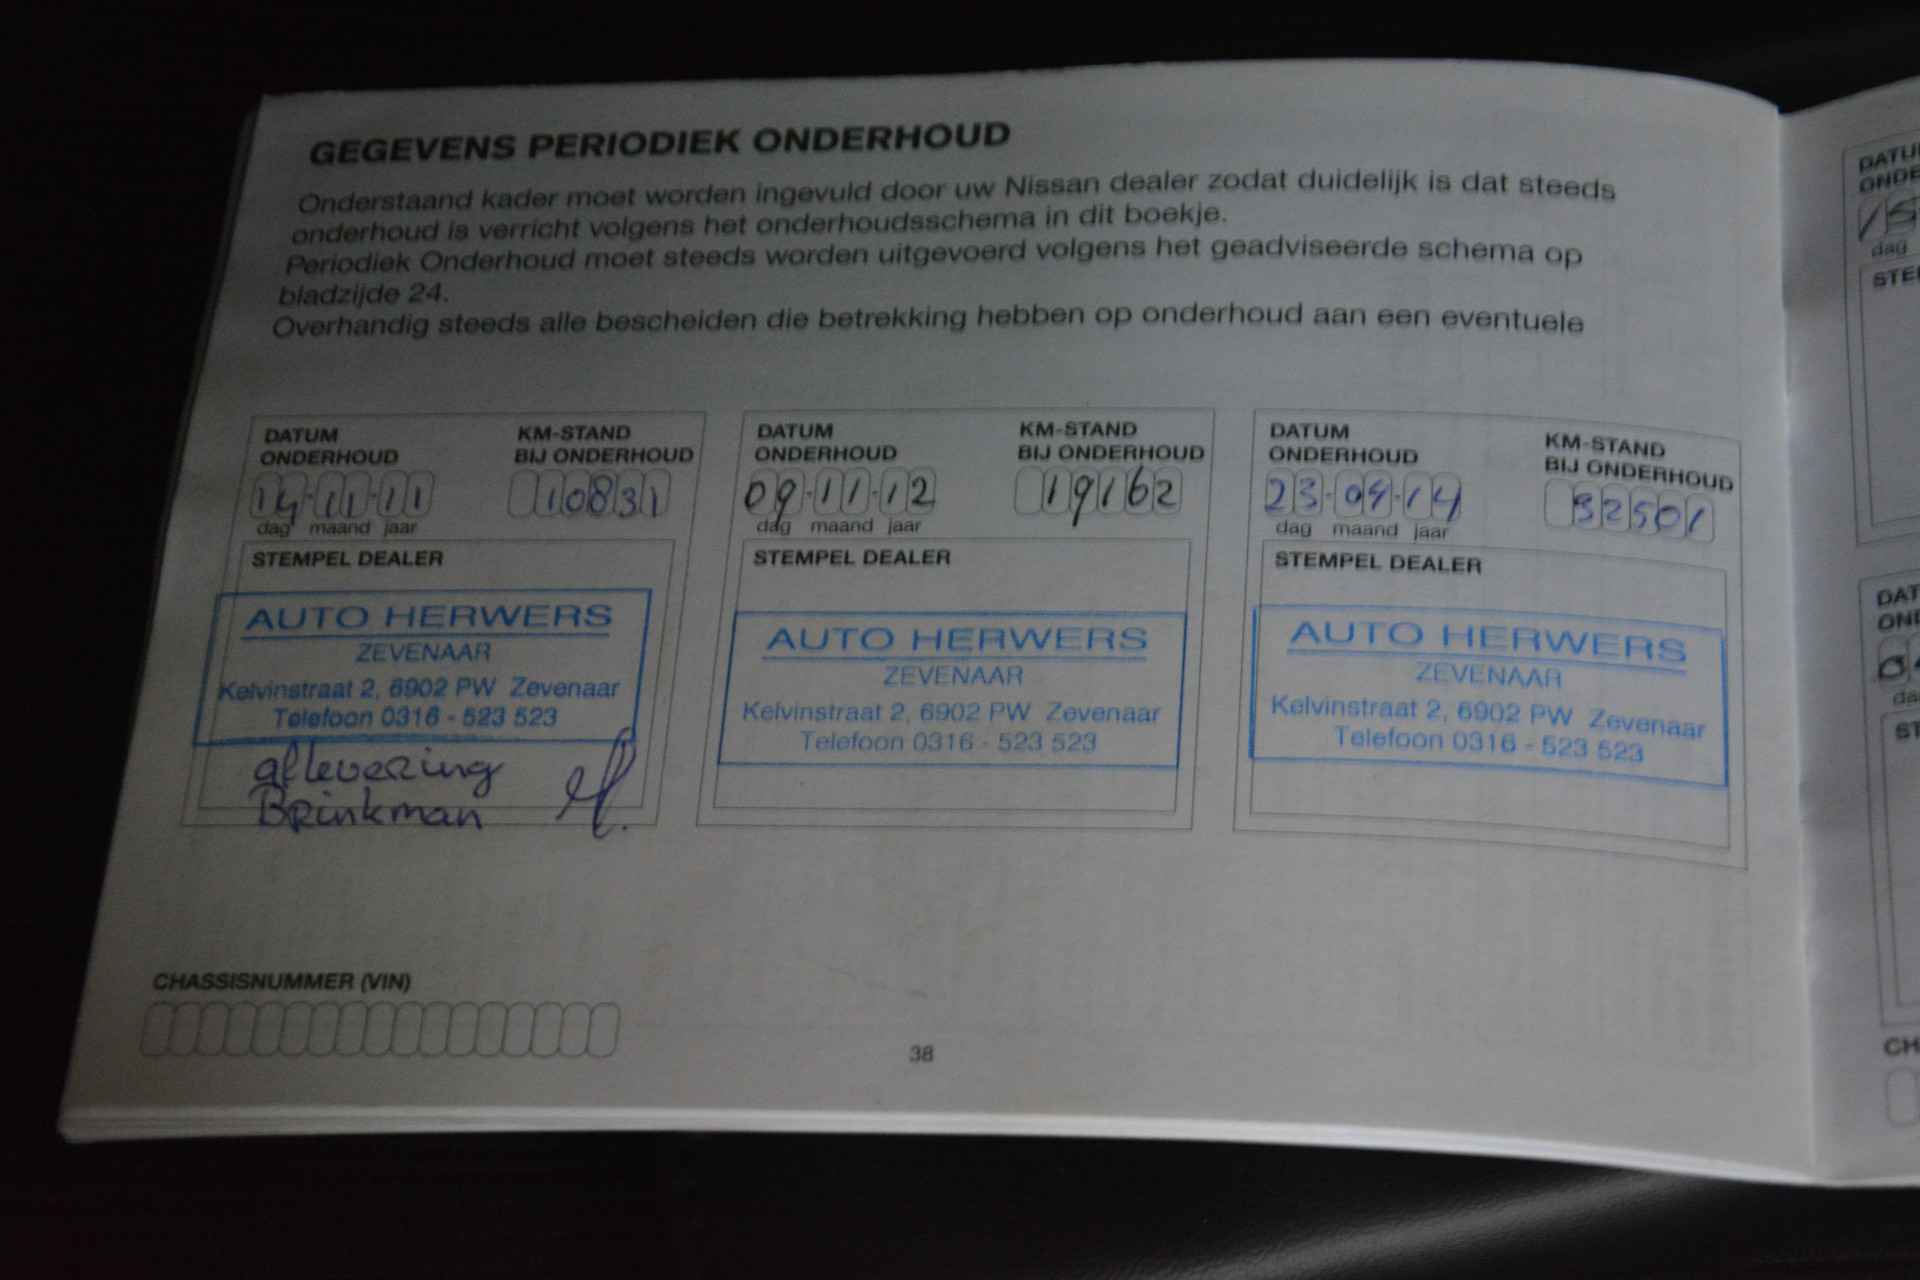 GEGEVENS PERIODIEK ONDERHOUD
Onderstaand kader moet worden ingevuld door uw Nissan dealer zodat duidelijk is dat steeds
onderhoud is verricht volgens het onderhoudsschema in dit boekje.
Periodiek Onderhoud moet steeds worden uitgevoerd volgens het geadviseerde schema op
bladzijde 24.
Overhandig steeds alle bescheiden die betrekking hebben op onderhoud aan een eventuele
DATUM
ONDERHOUD
KM-STAND
BIJ ONDERHOUD
14-11-11
10831
dag maand jaar
STEMPEL DEALER
AUTO HERWERS
ZEVENAAR
Kelvinstraat 2, 6902 PW Zevenaar
Telefoon 0316 - 523 523
aflevering
Brinkman
DATUM
ONDERHOUD
KM-STAND
BIJ ONDERHOUD
09-11-12
19162
dag maand jaar
STEMPEL DEALER
AUTO HERWERS
ZEVENAAR
Kelvinstraat 2, 6902 PW Zevenaar
Telefoon 0316 - 523 523
DATUM
ONDERHOUD
KM-STAND
BIJ ONDERHOUD
23-04-14
32501
dag maand jaar
STEMPEL DEALER
AUTO HERWERS
ZEVENAAR
Kelvinstraat 2, 6902 PW Zevenaar
Telefoon 0316 - 523 523
CHASSISNUMMER (VIN)
38
dag